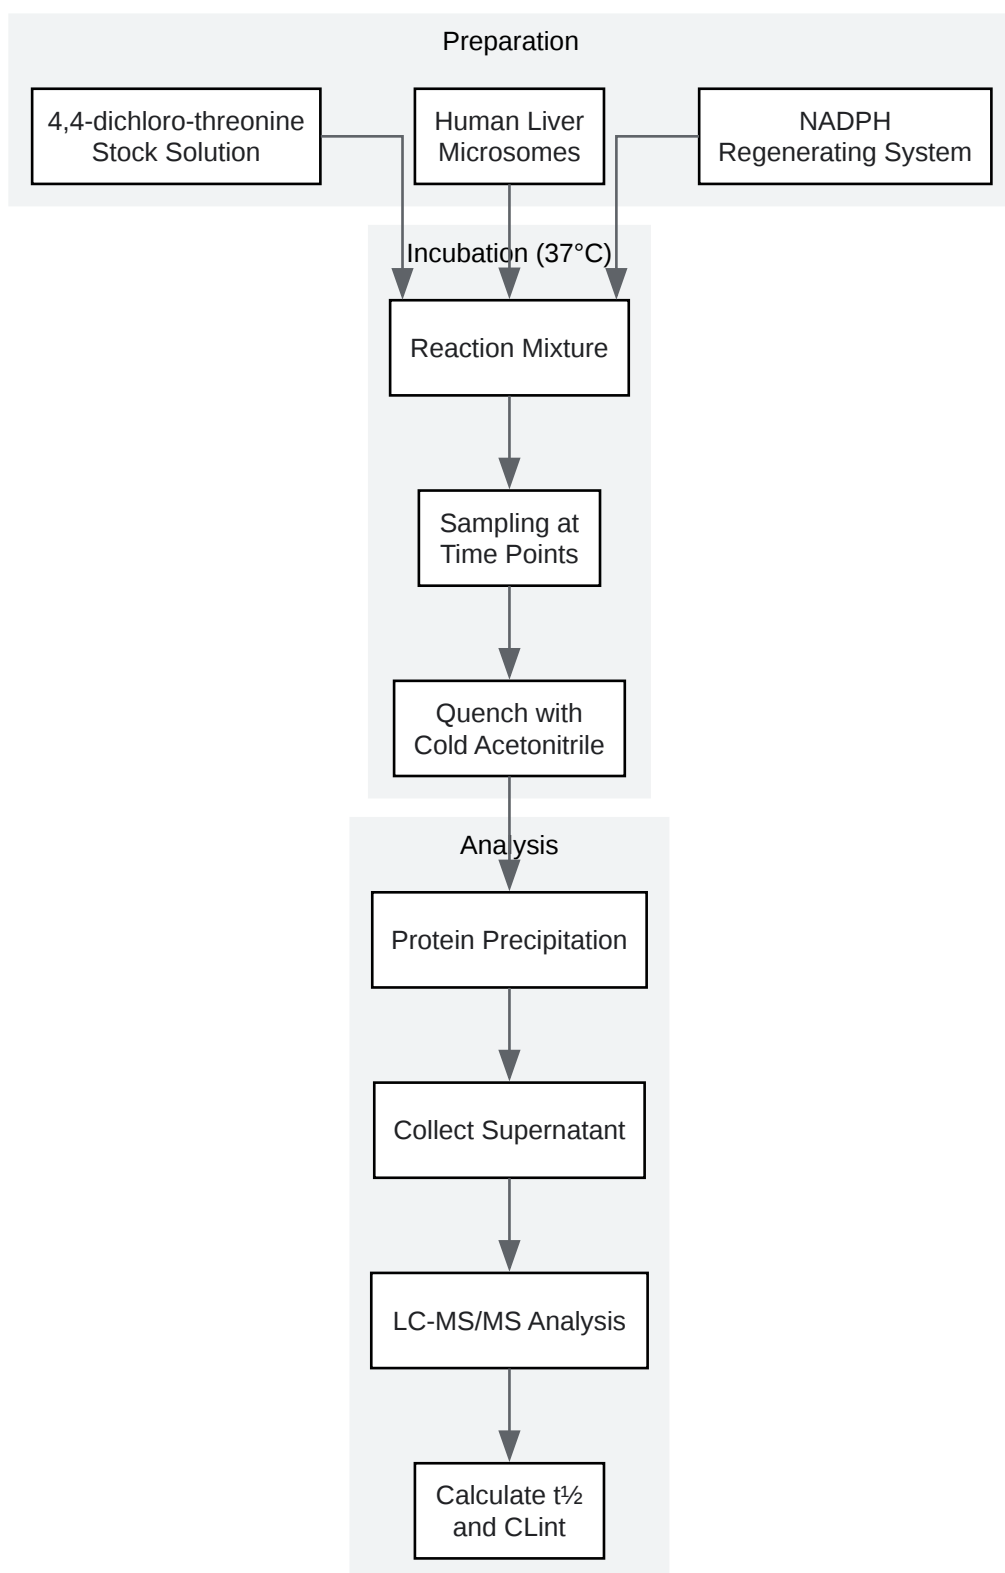 Preparation
4,4-dichloro-threonine
Stock Solution
Human Liver
Microsomes
NADPH
Regenerating System
Incubation (37°C)
Reaction Mixture
Sampling at
Time Points
Quench with
Cold Acetonitrile
Analysis
Protein Precipitation
Collect Supernatant
LC-MS/MS Analysis
Calculate t½
and CLint